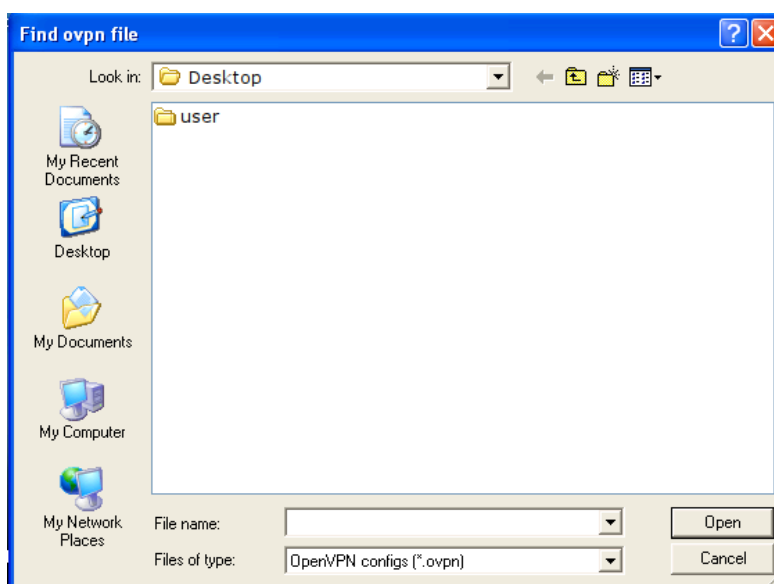 Find ovpn file
Look in: Desktop
user
My Recent
Documents
Desktop
My Documents
My Computer
My Network
Places
File name:
Open
Files of type: OpenVPN configs (*.ovpn)
Cancel